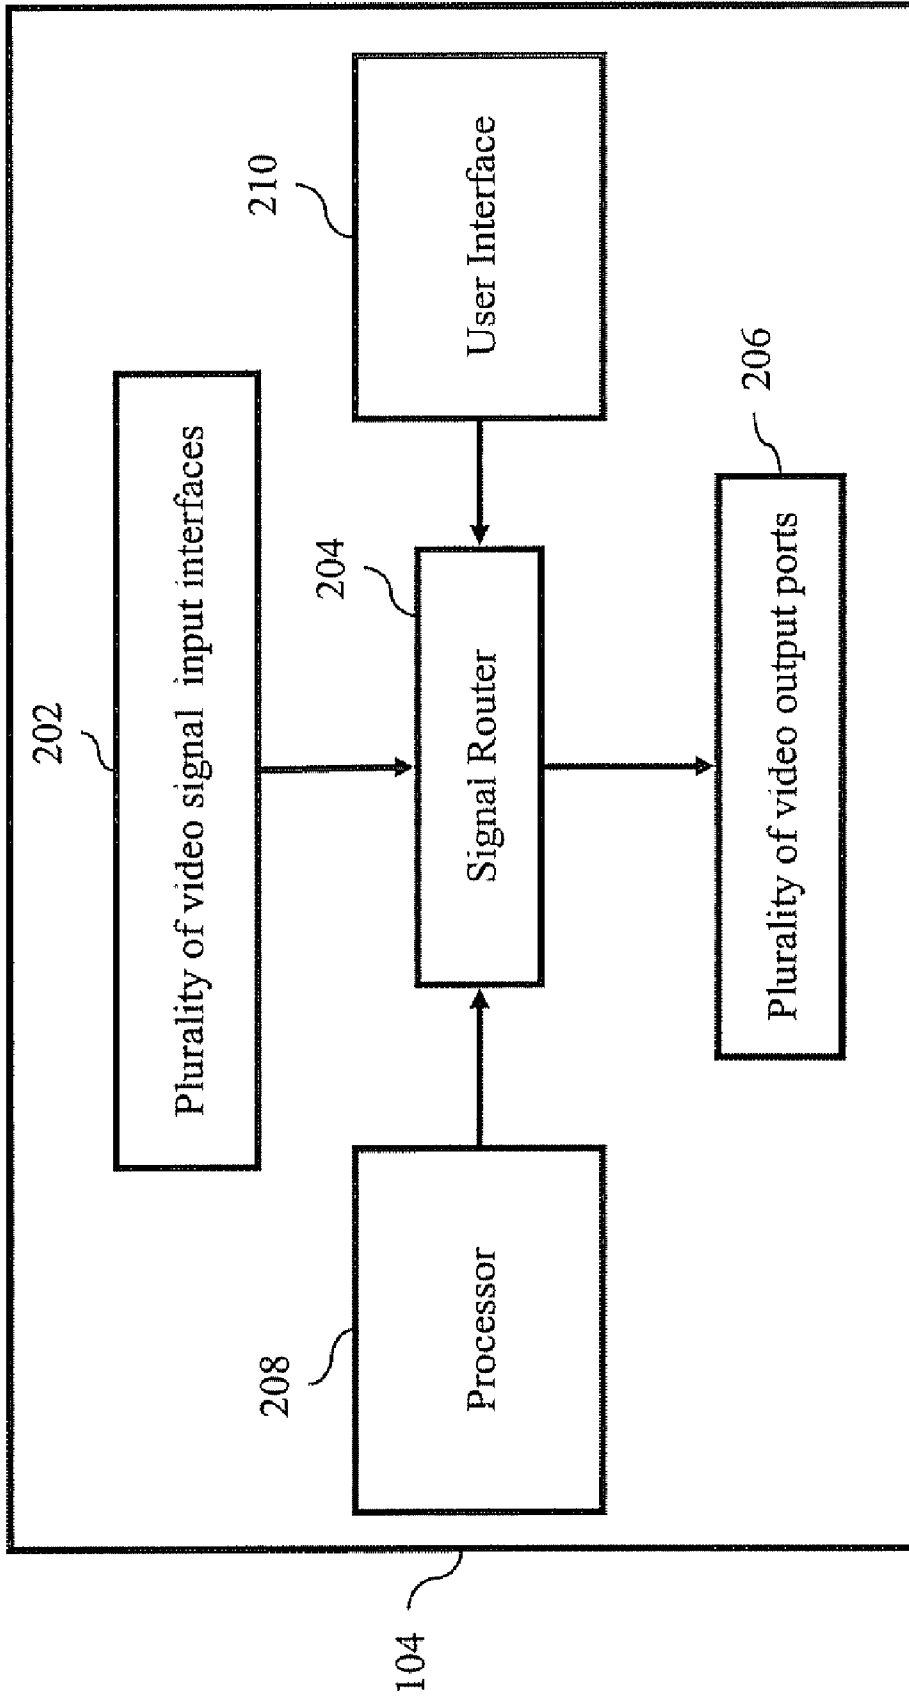 202
Plurality of video signal input interfaces
208
204
210
Processor
Signal Router
User Interface
206
Plurality of video output ports
104